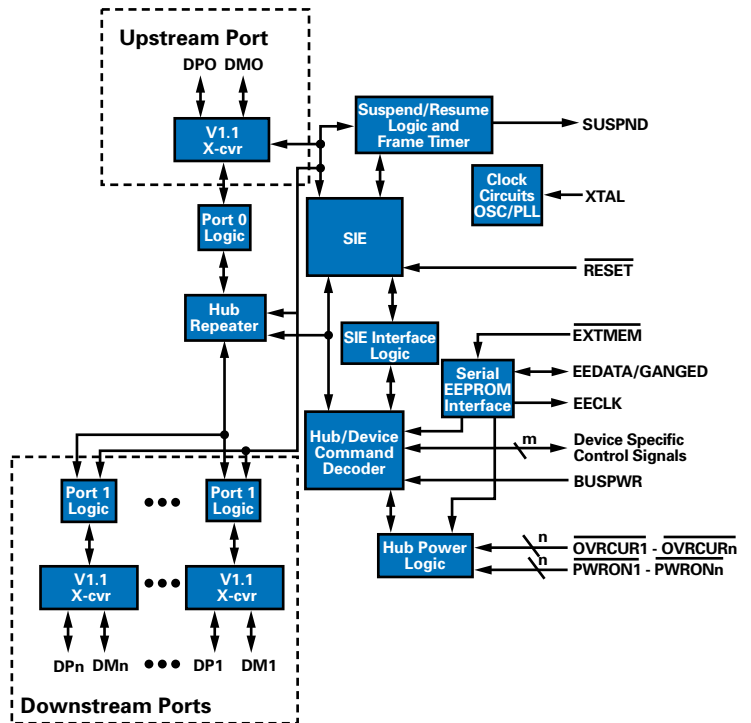 Upstream Port
DPO DMO
V1.1
X-cvr
Suspend/Resume
Logic and
Frame Timer
SUSPND
Clock
Circuits
OSC/PLL
XTAL
Port 0
Logic
SIE
RESET
Hub
Repeater
SIE Interface
Logic
EXTMEM
Serial
EEPROM
Interface
EEDATA/GANGED
EECLK
Hub/Device
Command
Decoder
m
Device Specific
Control Signals
BUSPWR
Port 1
Logic
Port 1
Logic
Hub Power
Logic
n
OVRCUR1 - OVRCURn
n
PWRON1 - PWRONn
V1.1
X-cvr
V1.1
X-cvr
DPn DMn DP1 DM1
Downstream Ports